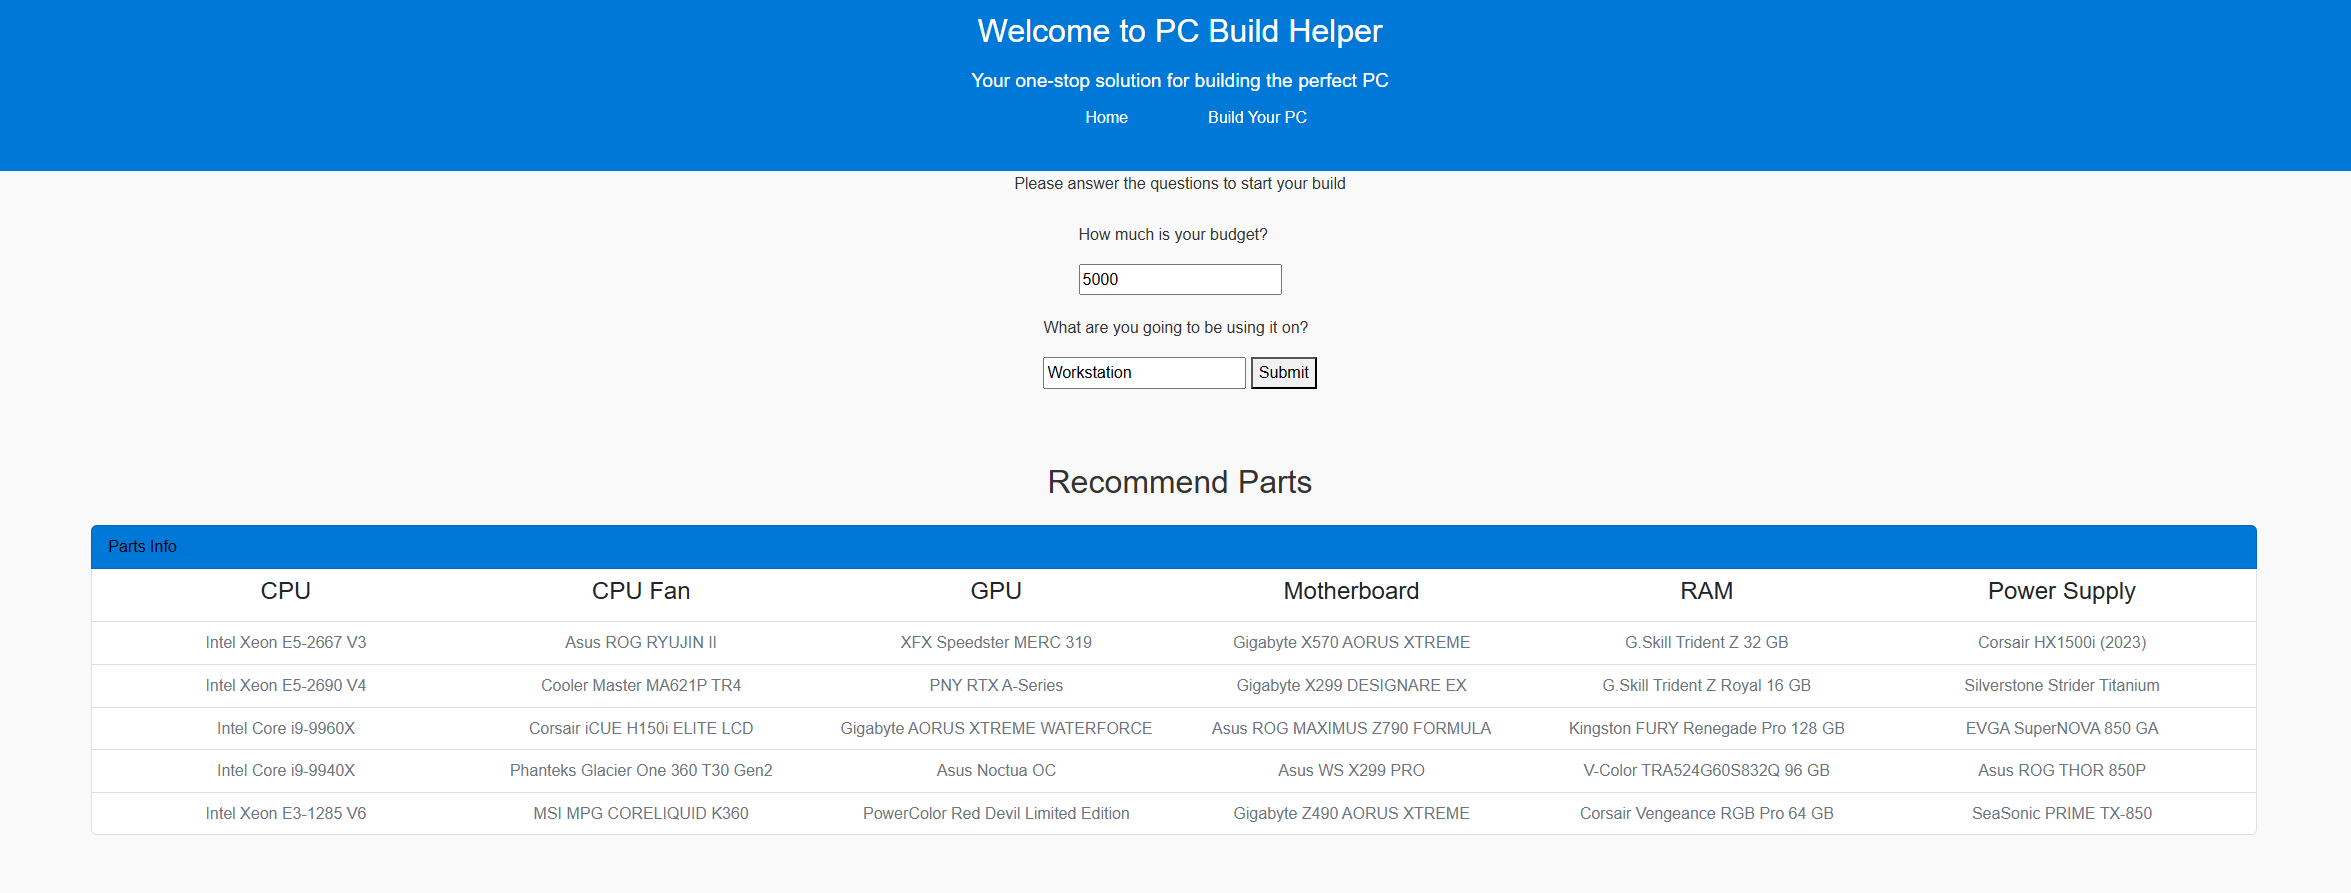 Welcome to PC Build Helper
Your one-stop solution for building the perfect PC
Home Build Your PC
Please answer the questions to start your build
How much is your budget?
5000
What are you going to be using it on?
Workstation Submit
Recommend Parts
Parts Info
CPU CPU Fan GPU Motherboard RAM Power Supply
Intel Xeon E5-2667 V3 Asus ROG RYUJIN II XFX Speedster MERC 319 Gigabyte X570 AORUS XTREME G.Skill Trident Z 32 GB Corsair HX1500i (2023)
Intel Xeon E5-2690 V4 Cooler Master MA621P TR4 PNY RTX A-Series Gigabyte X299 DESIGNARE EX G.Skill Trident Z Royal 16 GB Silverstone Strider Titanium
Intel Core i9-9960X Corsair iCUE H150i ELITE LCD Gigabyte AORUS XTREME WATERFORCE Asus ROG MAXIMUS Z790 FORMULA Kingston FURY Renegade Pro 128 GB EVGA SuperNOVA 850 GA
Intel Core i9-9940X Phanteks Glacier One 360 T30 Gen2 Asus Noctua OC Asus WS X299 PRO V-Color TRA524G60S832Q 96 GB Asus ROG THOR 850P
Intel Xeon E3-1285 V6 MSI MPG CORELIQUID K360 PowerColor Red Devil Limited Edition Gigabyte Z490 AORUS XTREME Corsair Vengeance RGB Pro 64 GB SeaSonic PRIME TX-850